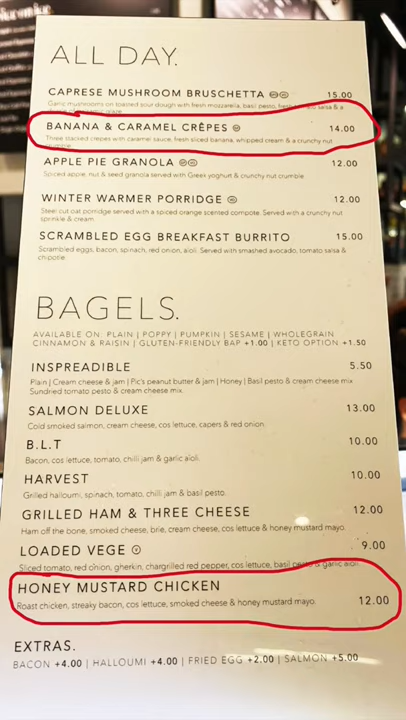 ALL DAY.
CAPRESE MUSHROOM BRUSCHETTA 15.00
Garlic mushrooms on toasted sour dough with fresh mozzarella, basil pesto, fresh tomato salsa & a
BANANA & CARAMEL CRÊPES 14.00
Three stacked crepes with caramel sauce, fresh sliced banana, whipped cream & a crunchy nut
crumble.
APPLE PIE GRANOLA 12.00
Spiced apple, nut & seed granola served with Greek yoghurt & crunchy nut crumble
WINTER WARMER PORRIDGE 12.00
Steel cut oat porridge served with a spiced orange scented compote. Served with a crunchy nut
sprinkle & cream.
SCRAMBLED EGG BREAKFAST BURRITO 15.00
Scrambled eggs, bacon, spinach, red onion, aioli. Served with smashed avocado, tomato salsa &
chipotle.
BAGELS.
AVAILABLE ON: PLAIN | POPPY | PUMPKIN | SESAME | WHOLEGRAIN
CINNAMON & RAISIN | GLUTEN-FRIENDLY BAP +1.00 | KETO OPTION +1.50
INSPREADIBLE 5.50
Plain | Cream cheese & jam | Pic's peanut butter & jam | Honey | Basil pesto & cream cheese mix
Sundried tomato pesto & cream cheese mix.
SALMON DELUXE 13.00
Cold smoked salmon, cream cheese, cos lettuce, capers & red onion.
B.L.T 10.00
Bacon, cos lettuce, tomato, chilli jam & garlic aioli.
HARVEST 10.00
Grilled halloumi, spinach, tomato, chilli jam & basil pesto.
GRILLED HAM & THREE CHEESE 12.00
Ham off the bone, smoked cheese, brie, cream cheese, cos lettuce & honey mustard mayo.
LOADED VEGE V 9.00
Sliced tomato, red onion, gherkin, chargrilled red pepper, cos lettuce, basil pesto & garlic aioli.
HONEY MUSTARD CHICKEN
Roast chicken, streaky bacon, cos lettuce, smoked cheese & honey mustard mayo. 12.00
EXTRAS.
BACON +4.00 | HALLOUMI +4.00 | FRIED EGG +2.00 | SALMON +5.00